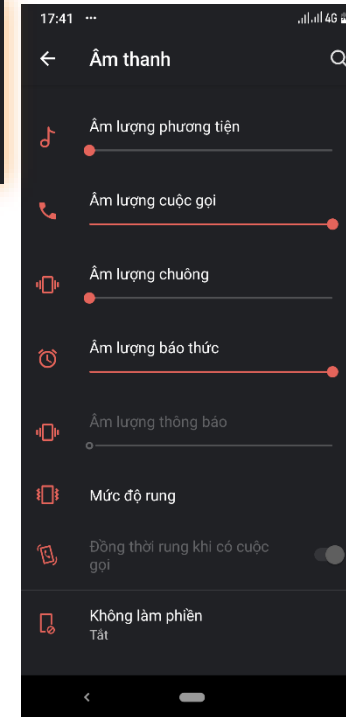 17:41 ... 4G
Âm thanh
Âm lượng phương tiện
Âm lượng cuộc gọi
Âm lượng chuông
Âm lượng báo thức
Âm lượng thông báo
Mức độ rung
Đồng thời rung khi có cuộc
gọi
Không làm phiền
Tắt